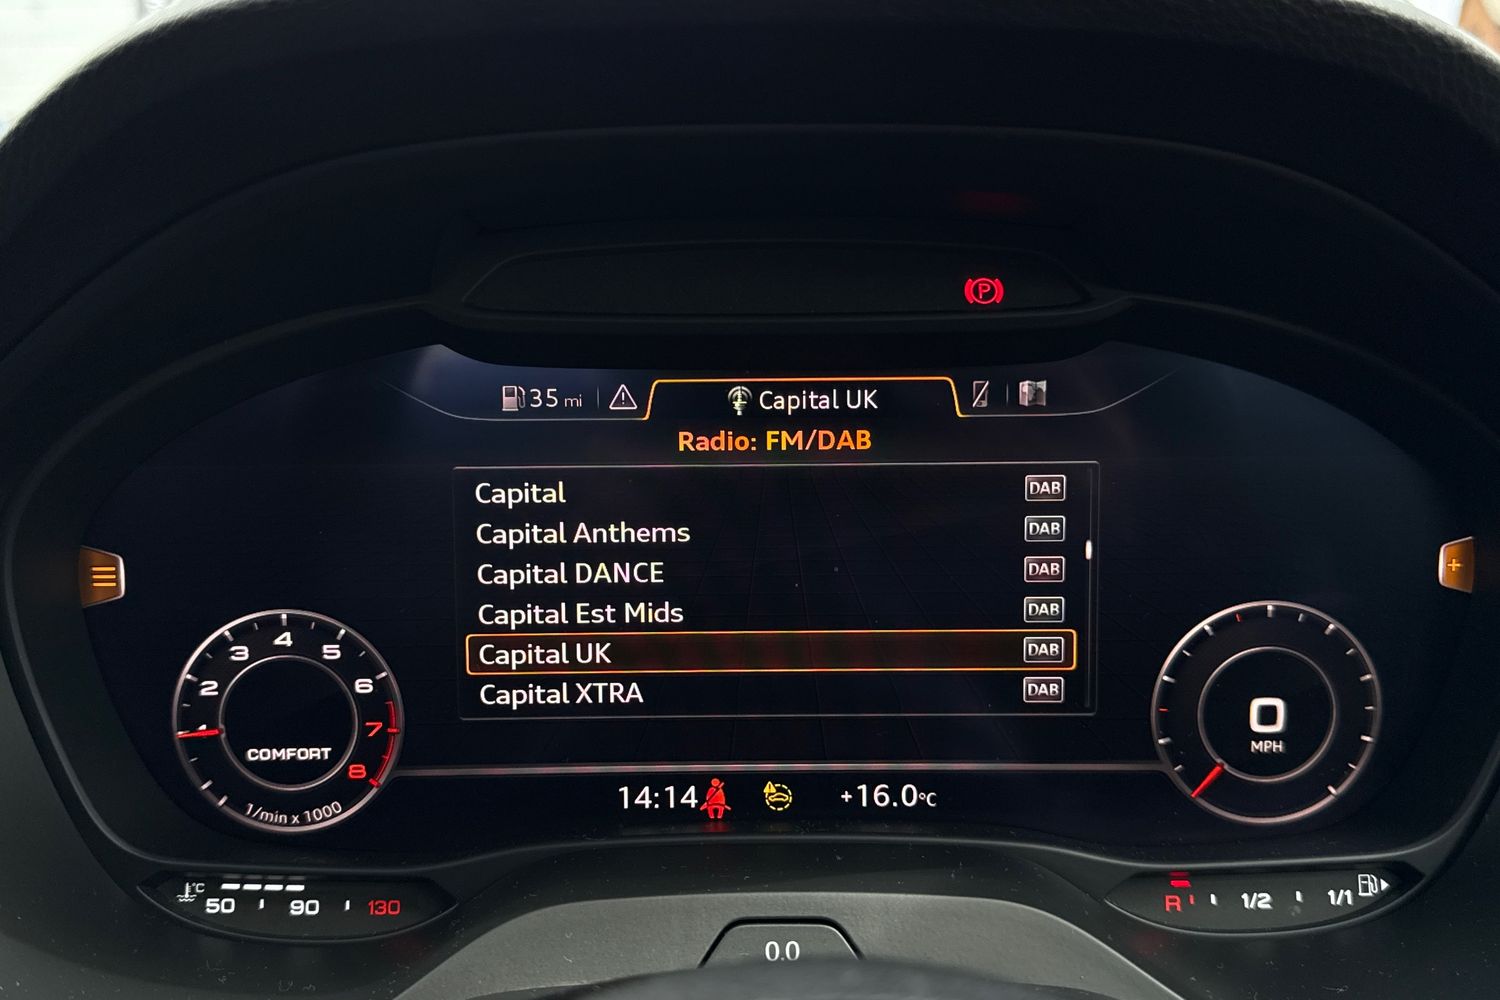 P
35 mi
Capital UK
Radio: FM/DAB
Capital DAB
Capital Anthems DAB
Capital DANCE DAB
Capital Est Mids DAB
Capital UK DAB
Capital XTRA DAB
1 2 3 4 5 6 7 8
COMFORT
1/min x 1000
0
MPH
14:14
+16.0°C
°C
50 90 130
R 1/2 1/1
0.0